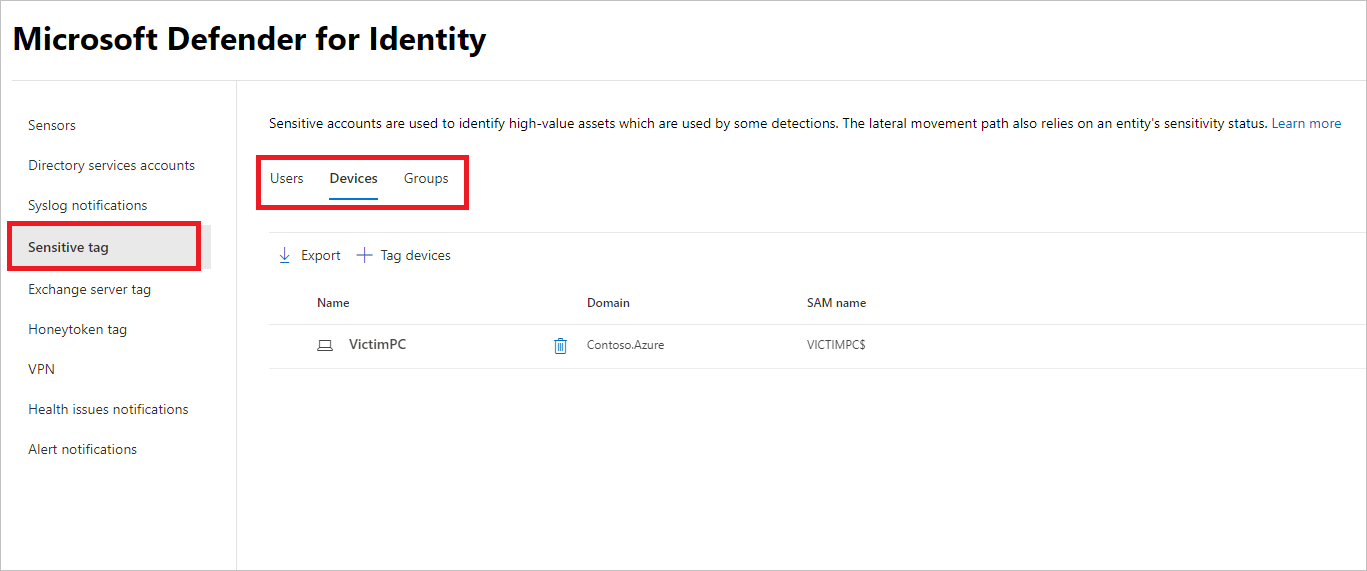 Microsoft Defender for Identity
Sensors
Directory services accounts
Syslog notifications
Sensitive tag
Exchange server tag
Honeytoken tag
VPN
Health issues notifications
Alert notifications
Sensitive accounts are used to identify high-value assets which are used by some detections. The lateral movement path also relies on an entity's sensitivity status. Learn more
Users Devices Groups
Export Tag devices
Name Domain SAM name
VictimPC Contoso.Azure VICTIMPC$